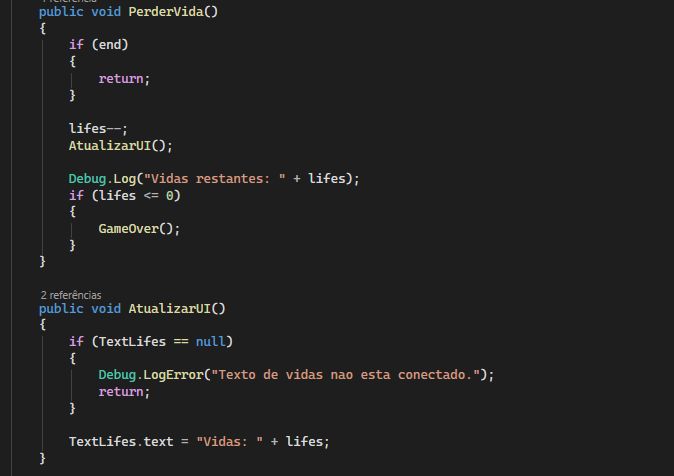 1 referência
public void PerderVida()
{
if (end)
{
return;
}
lifes--;
AtualizarUI();
Debug.Log("Vidas restantes: " + lifes);
if (lifes <= 0)
{
GameOver();
}
}
2 referências
public void AtualizarUI()
{
if (TextLifes == null)
{
Debug.LogError("Texto de vidas nao esta conectado.");
return;
}
TextLifes.text = "Vidas: " + lifes;
}